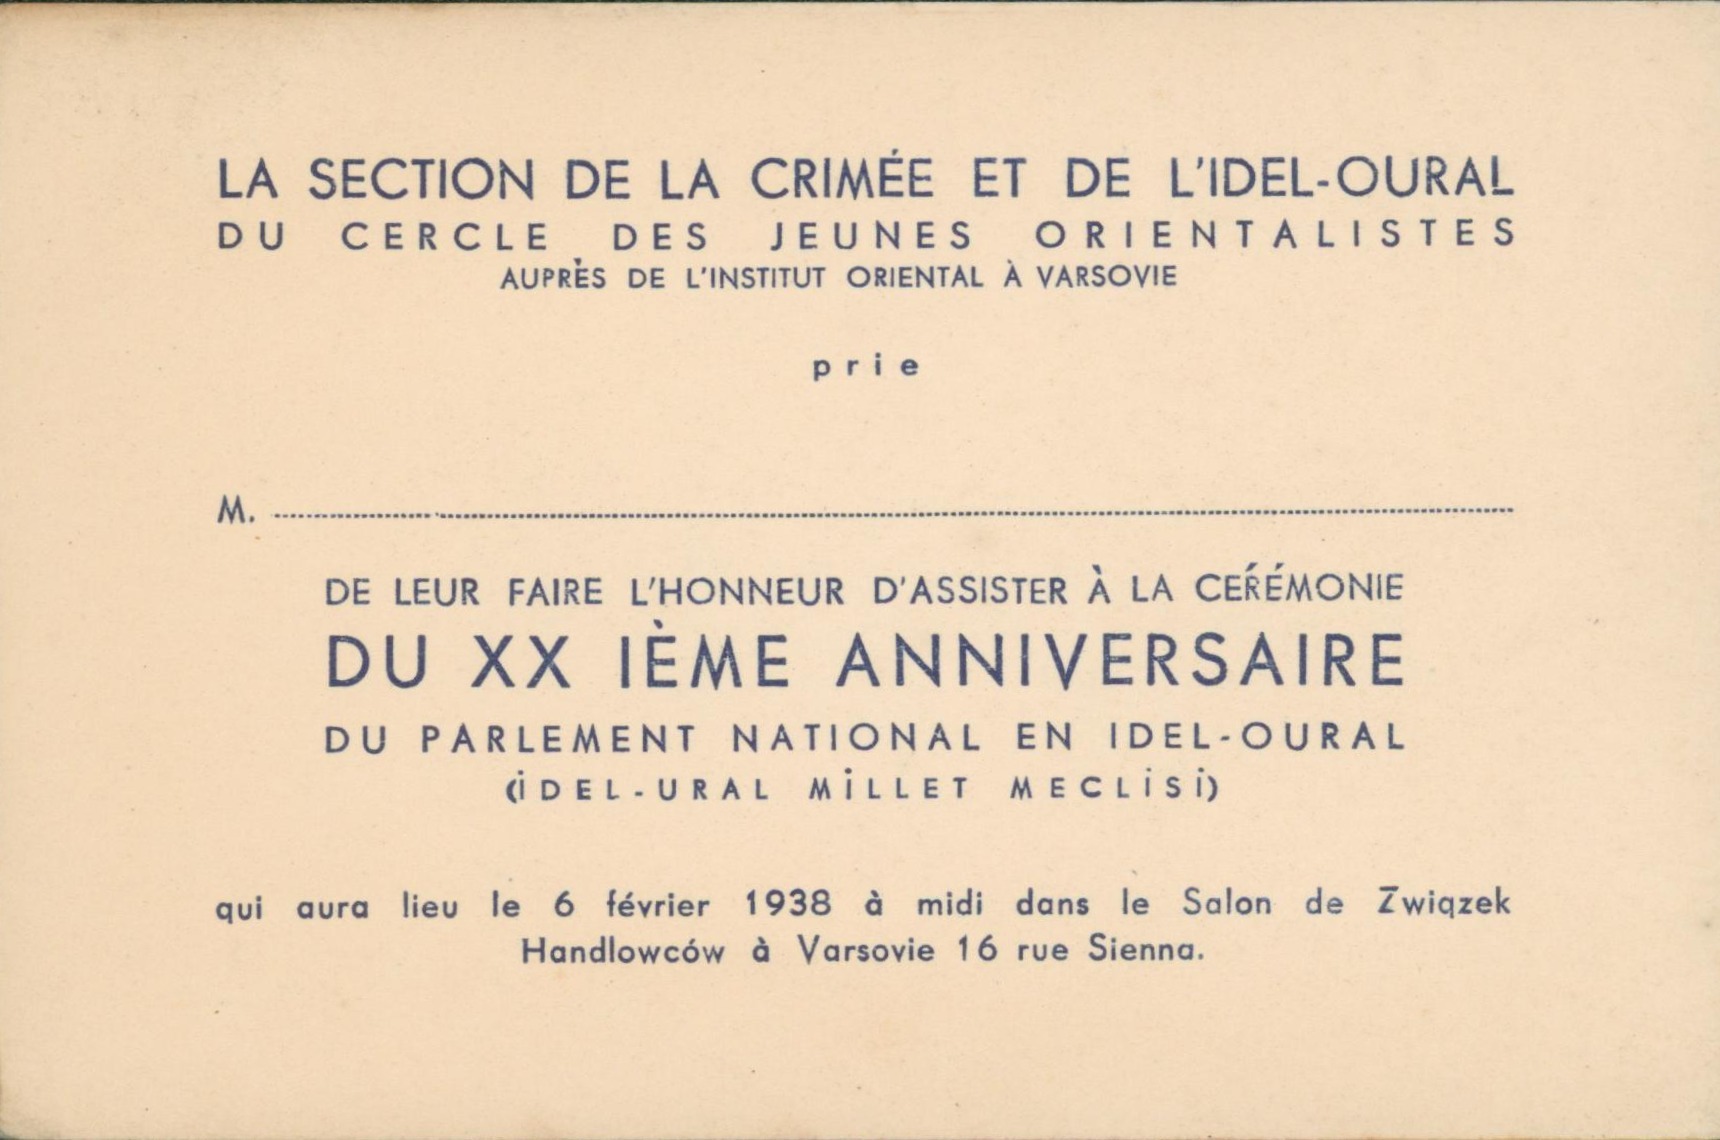 LA SECTION DE LA CRIMÉE ET DE L'IDEL-OURAL
DU CERCLE DES JEUNES ORIENTALISTES
AUPRÈS DE L'INSTITUT ORIENTAL À VARSOVIE
prie
M. ........................................................................
DE LEUR FAIRE L'HONNEUR D'ASSISTER À LA CEŔÉMONIE
DU XX IÈME ANNIVERSAIRE
DU PARLEMENT NATIONAL EN IDEL-OURAL
(İDEL-URAL MİLLET MECLİSİ)
qui aura lieu le 6 février 1938 à midi dans le Salon de Związek
Handlowców à Varsovie 16 rue Sienna.